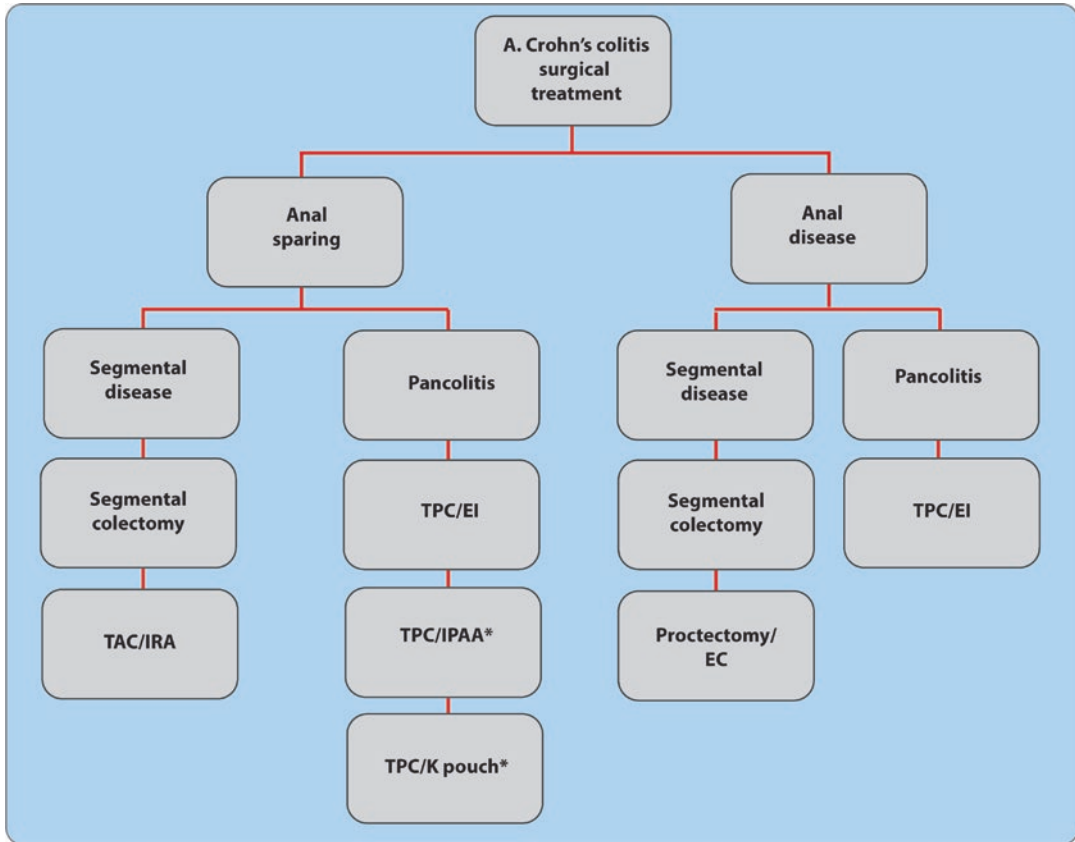 A. Crohn’s colitis
surgical
treatment
Anal
sparing
Anal
disease
Segmental
disease
Pancolitis
Segmental
disease
Pancolitis
Segmental
colectomy
TPC/EI
Segmental
colectomy
TPC/EI
TAC/IRA
TPC/IPAA*
Proctectomy/
EC
TPC/K pouch*